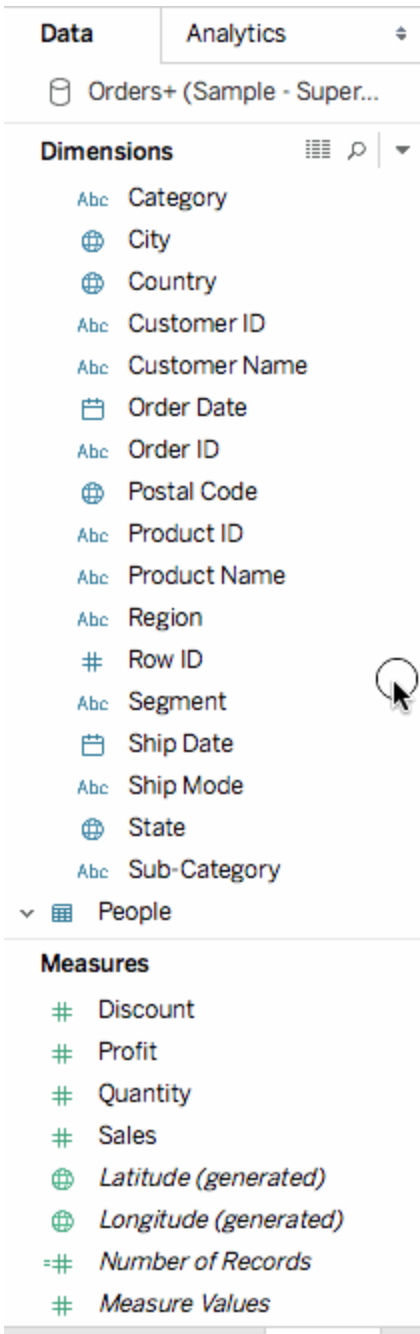 Data Analytics
Orders+ (Sample - Super...
Dimensions
Abc Category
City
Country
Abc Customer ID
Abc Customer Name
Order Date
Abc Order ID
Postal Code
Abc Product ID
Abc Product Name
Abc Region
# Row ID
Abc Segment
Ship Date
Abc Ship Mode
State
Abc Sub-Category
People
Measures
# Discount
# Profit
# Quantity
# Sales
Latitude (generated)
Longitude (generated)
=# Number of Records
# Measure Values